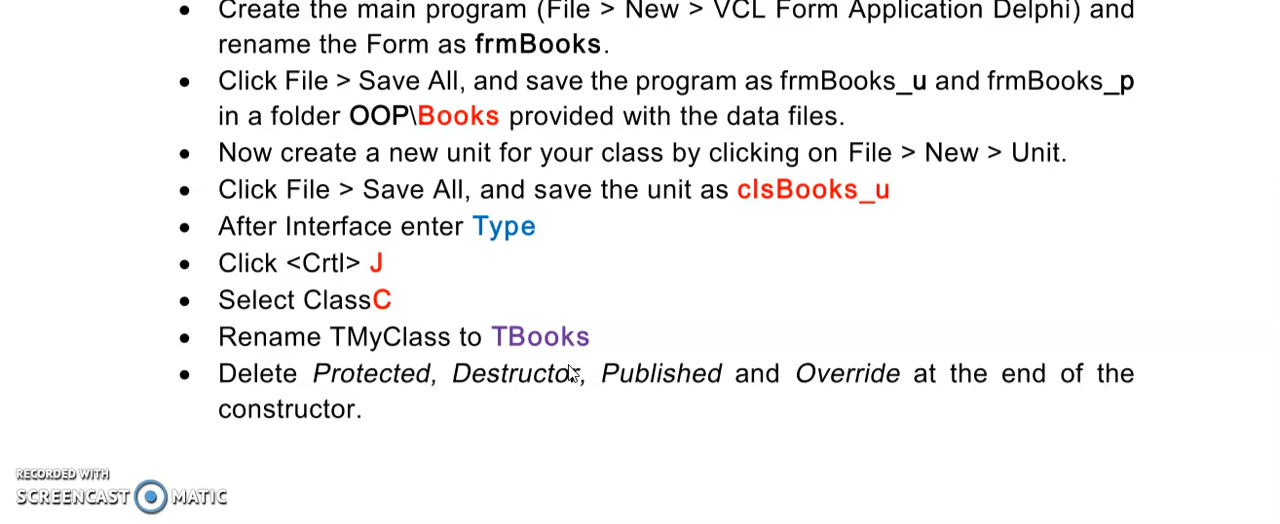 • Create the main program (File > New > VCL Form Application Delphi) and
rename the Form as frmBooks.
• Click File > Save All, and save the program as frmBooks_u and frmBooks_p
in a folder OOP\Books provided with the data files.
• Now create a new unit for your class by clicking on File > New > Unit.
• Click File > Save All, and save the unit as clsBooks_u
• After Interface enter Type
• Click <Crtl> J
• Select ClassC
• Rename TMyClass to TBooks
• Delete Protected, Destructor, Published and Override at the end of the
constructor.
RECORDED WITH
SCREENCAST MATIC